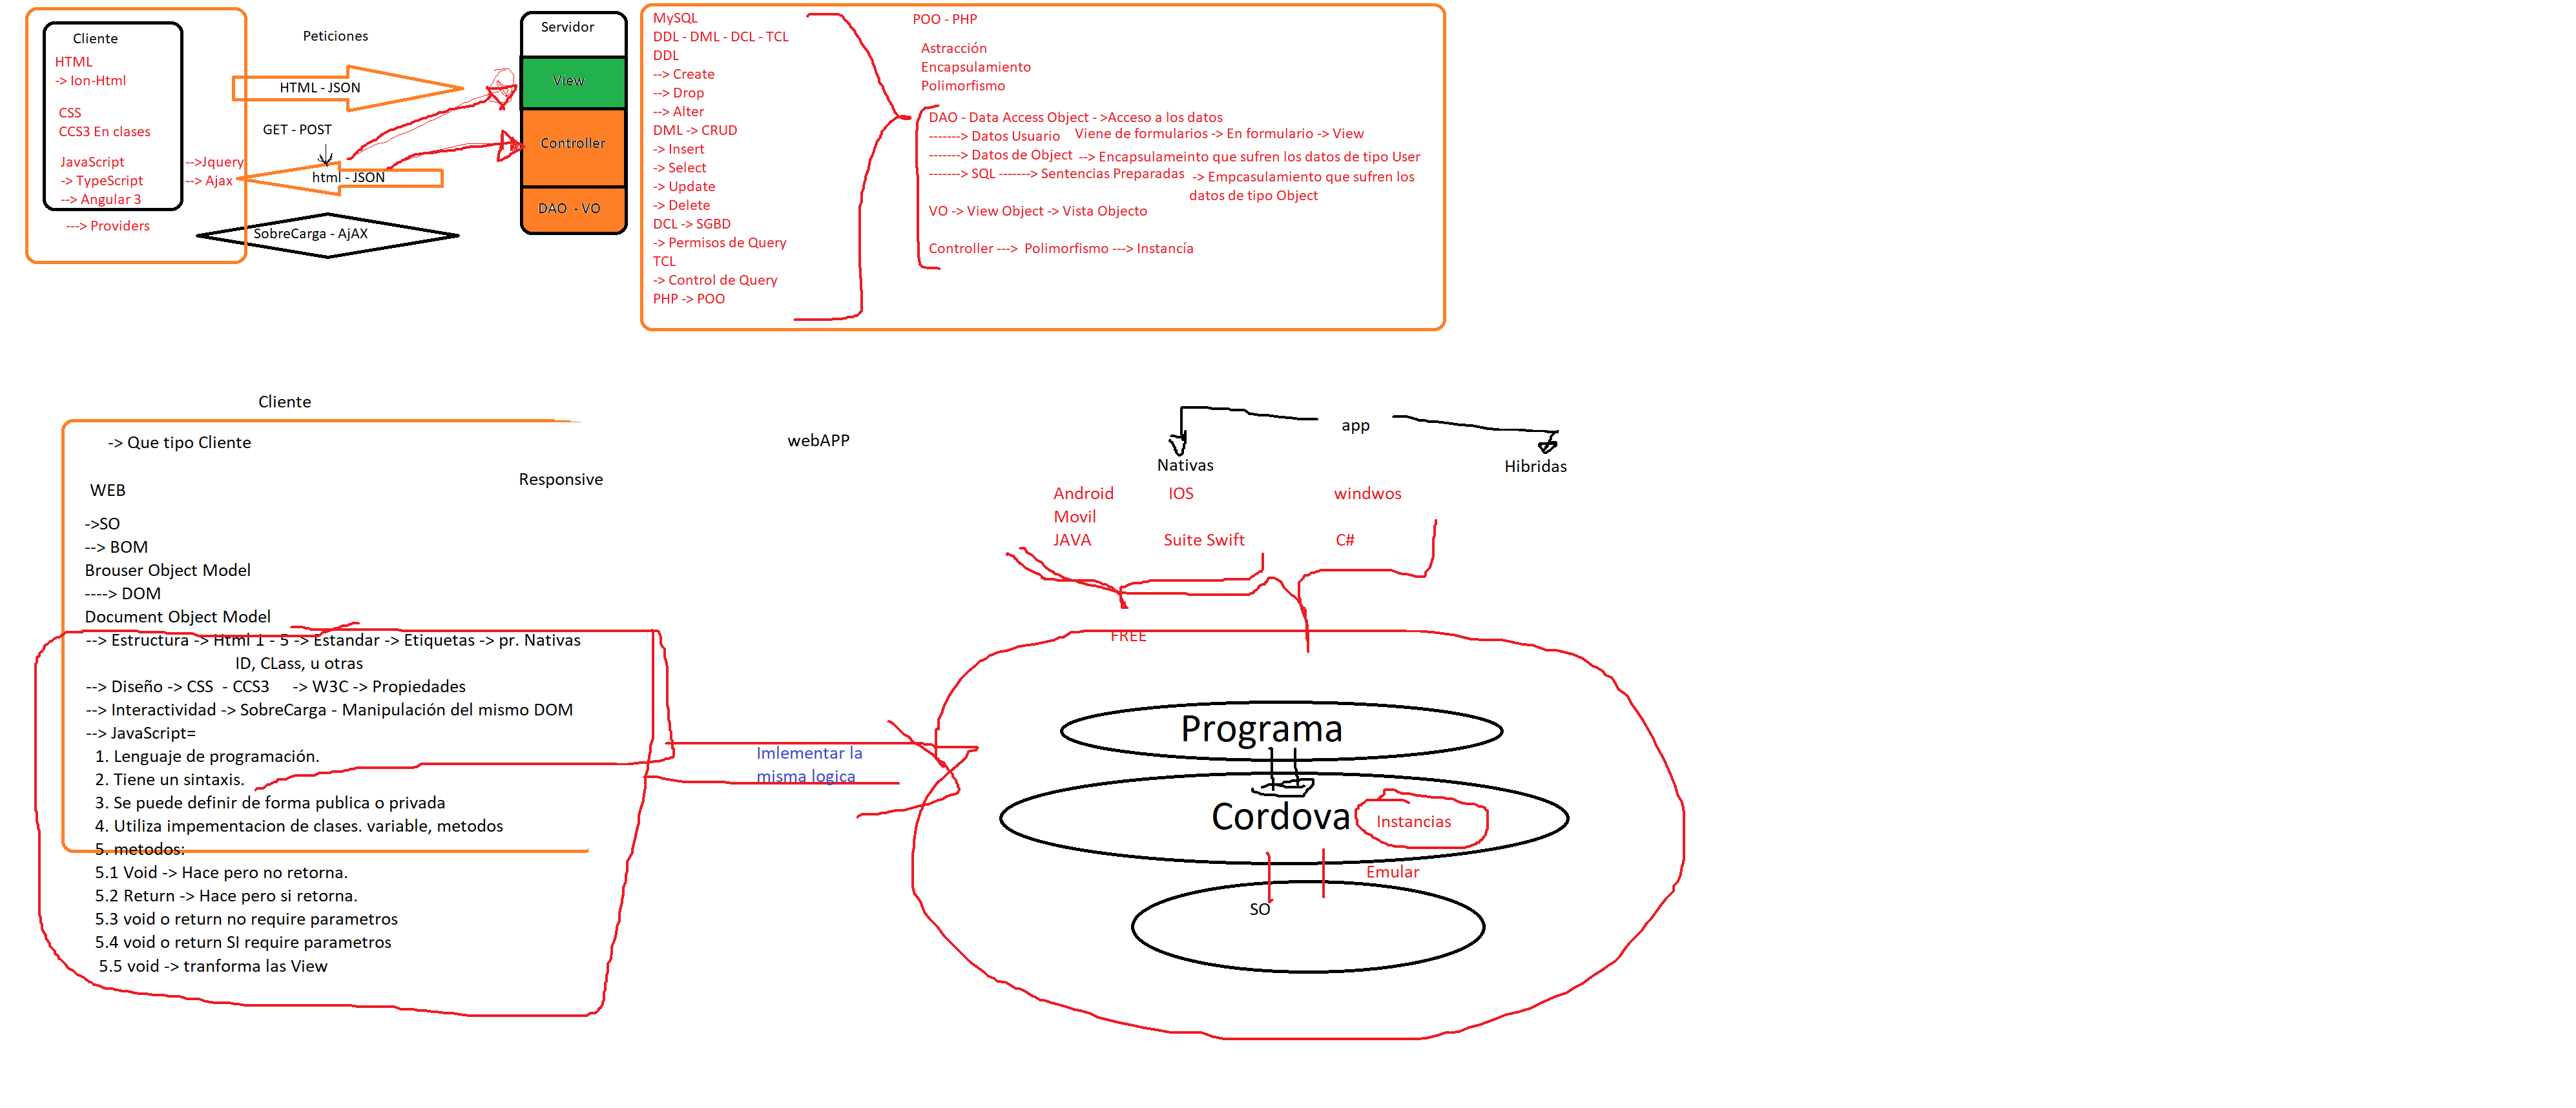 Cliente
HTML
-> Ion-Html
CSS
CCS3 En clases
JavaScript
-> TypeScript
--> Angular 3
---> Providers
-->Jquery
--> Ajax
Peticiones
HTML - JSON
GET - POST
html - JSON
SobreCarga - AjAX
Servidor
View
Controller
DAO - VO
MySQL
DDL - DML - DCL - TCL
DDL
--> Create
--> Drop
--> Alter
DML -> CRUD
-> Insert
-> Select
-> Update
-> Delete
DCL -> SGBD
-> Permisos de Query
TCL
-> Control de Query
PHP -> POO
POO - PHP
Astracción
Encapsulamiento
Polimorfismo
DAO - Data Access Object - ->Acceso a los datos
-------> Datos Usuario Viene de formularios -> En formulario -> View
-------> Datos de Object --> Encapsulameinto que sufren los datos de tipo User
-------> SQL -------> Sentencias Preparadas -> Empcasulamiento que sufren los
datos de tipo Object
VO -> View Object -> Vista Objecto
Controller ---> Polimorfismo ---> Instancía
Cliente
-> Que tipo Cliente
WEB
Responsive
webAPP
->SO
--> BOM
Brouser Object Model
----> DOM
Document Object Model
--> Estructura -> Html 1 - 5 -> Estandar -> Etiquetas -> pr. Nativas
ID, CLass, u otras
--> Diseño -> CSS - CCS3 -> W3C -> Propiedades
--> Interactividad -> SobreCarga - Manipulación del mismo DOM
--> JavaScript=
1. Lenguaje de programación.
2. Tiene un sintaxis.
3. Se puede definir de forma publica o privada
4. Utiliza impementacion de clases. variable, metodos
5. metodos:
5.1 Void -> Hace pero no retorna.
5.2 Return -> Hace pero si retorna.
5.3 void o return no require parametros
5.4 void o return SI require parametros
5.5 void -> tranforma las View
Imlementar la
misma logica
app
Nativas
Hibridas
Android
Movil
JAVA
IOS
Suite Swift
windwos
C#
FREE
Programa
Cordova
Instancias
Emular
SO